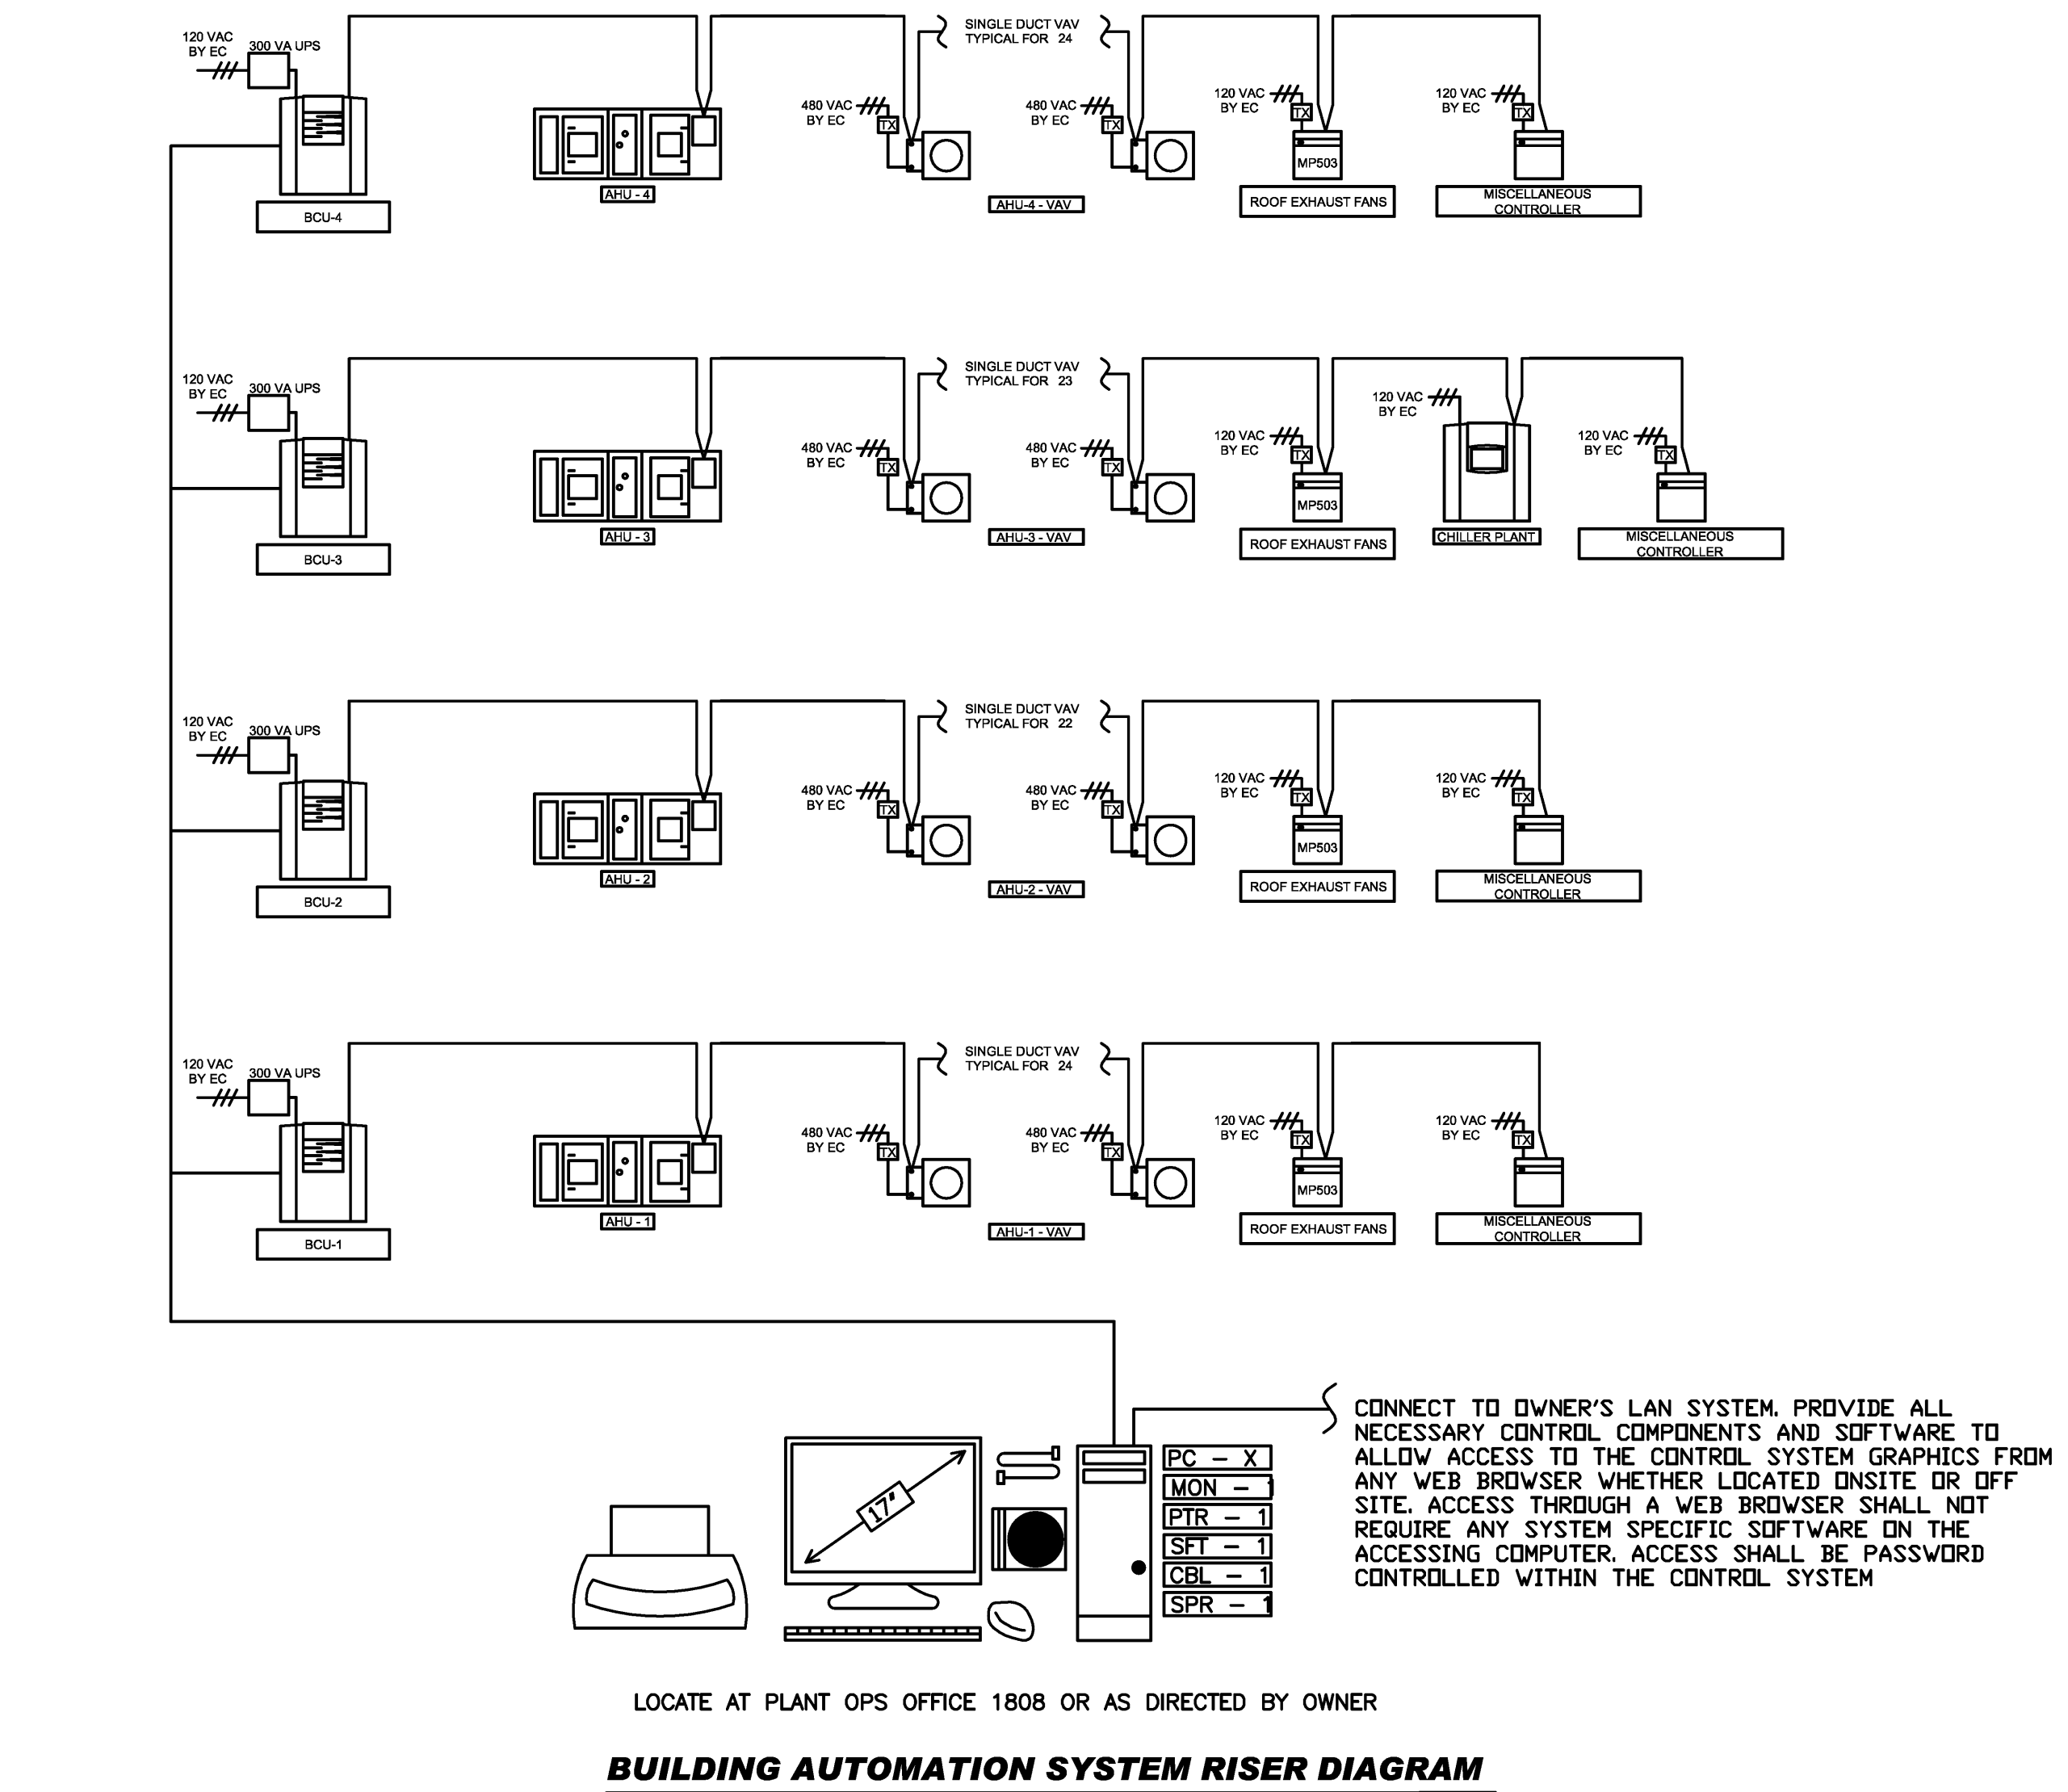 120 VAC
BY EC
300 VA UPS
BCU-4
AHU - 4
480 VAC
BY EC
TX
SINGLE DUCT VAV
TYPICAL FOR 24
480 VAC
BY EC
TX
AHU-4 - VAV
120 VAC
BY EC
TX
MP503
ROOF EXHAUST FANS
120 VAC
BY EC
TX
MISCELLANEOUS
CONTROLLER
120 VAC
BY EC
300 VA UPS
BCU-3
AHU - 3
480 VAC
BY EC
TX
SINGLE DUCT VAV
TYPICAL FOR 23
480 VAC
BY EC
TX
AHU-3 - VAV
120 VAC
BY EC
TX
MP503
ROOF EXHAUST FANS
120 VAC
BY EC
CHILLER PLANT
120 VAC
BY EC
TX
MISCELLANEOUS
CONTROLLER
120 VAC
BY EC
300 VA UPS
BCU-2
AHU - 2
480 VAC
BY EC
TX
SINGLE DUCT VAV
TYPICAL FOR 22
480 VAC
BY EC
TX
AHU-2 - VAV
120 VAC
BY EC
TX
MP503
ROOF EXHAUST FANS
120 VAC
BY EC
TX
MISCELLANEOUS
CONTROLLER
120 VAC
BY EC
300 VA UPS
BCU-1
AHU - 1
480 VAC
BY EC
TX
SINGLE DUCT VAV
TYPICAL FOR 24
480 VAC
BY EC
TX
AHU-1 - VAV
120 VAC
BY EC
TX
MP503
ROOF EXHAUST FANS
120 VAC
BY EC
TX
MISCELLANEOUS
CONTROLLER
17"
PC - X
MON - 1
PTR - 1
SFT - 1
CBL - 1
SPR - 1
CONNECT TO OWNER'S LAN SYSTEM. PROVIDE ALL
NECESSARY CONTROL COMPONENTS AND SOFTWARE TO
ALLOW ACCESS TO THE CONTROL SYSTEM GRAPHICS FROM
ANY WEB BROWSER WHETHER LOCATED ONSITE OR OFF
SITE. ACCESS THROUGH A WEB BROWSER SHALL NOT
REQUIRE ANY SYSTEM SPECIFIC SOFTWARE ON THE
ACCESSING COMPUTER. ACCESS SHALL BE PASSWORD
CONTROLLED WITHIN THE CONTROL SYSTEM
LOCATE AT PLANT OPS OFFICE 1808 OR AS DIRECTED BY OWNER
BUILDING AUTOMATION SYSTEM RISER DIAGRAM